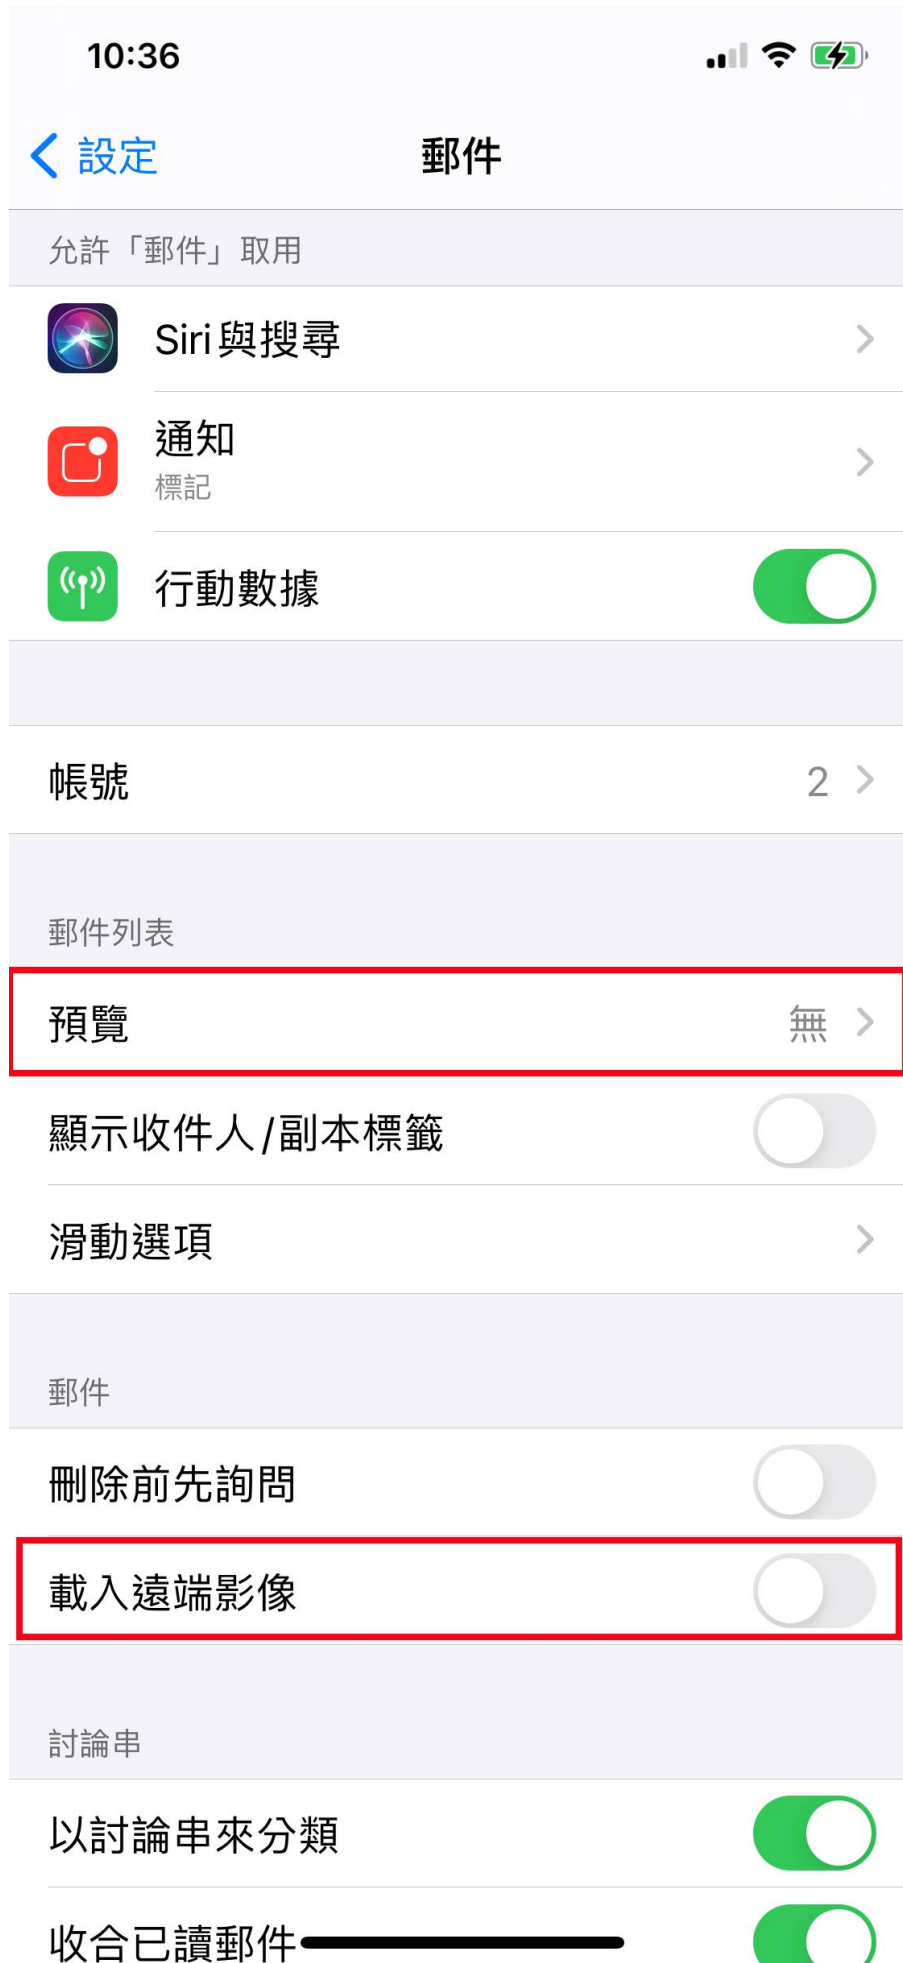 10:36
設定
郵件
允許「郵件」取用
Siri與搜尋
通知
標記
行動數據
帳號
2
郵件列表
預覽
無
顯示收件人/副本標籤
滑動選項
郵件
刪除前先詢問
載入遠端影像
討論串
以討論串來分類
收合已讀郵件